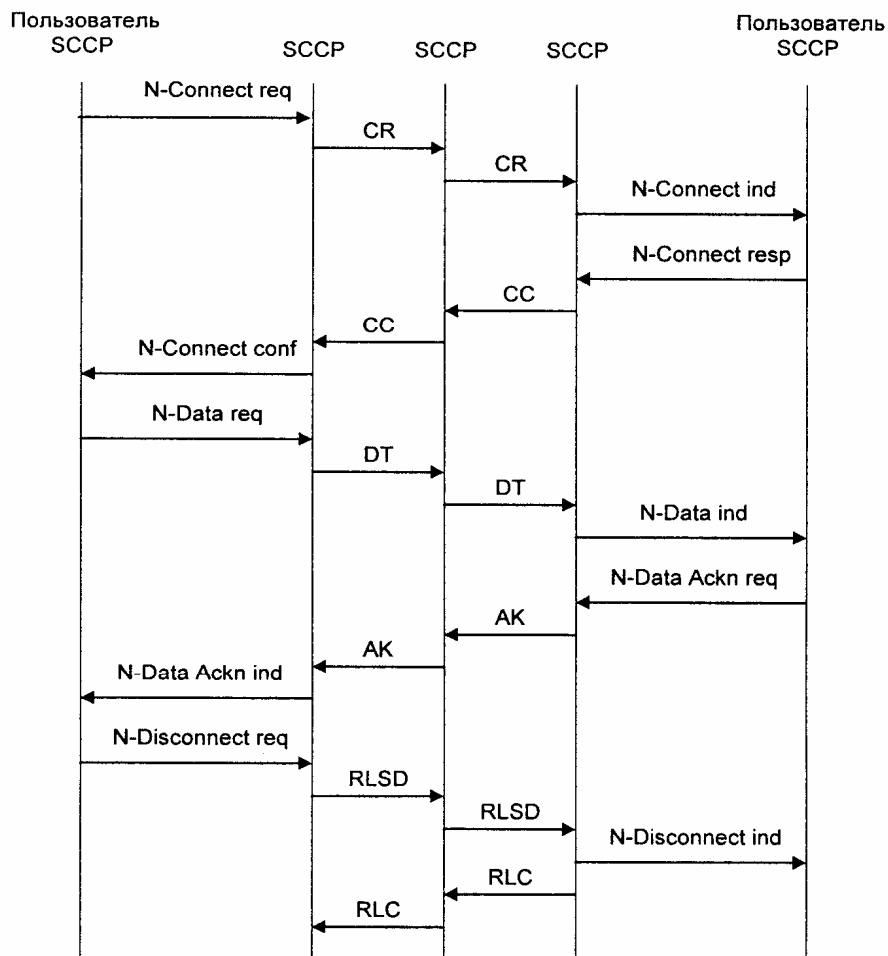 Пользователь
SCCP
SCCP
SCCP
SCCP
Пользователь
SCCP
N-Connect req
CR
CR
N-Connect ind
N-Connect resp
CC
CC
N-Connect conf
N-Data req
DT
DT
N-Data ind
N-Data Ackn req
AK
AK
N-Data Ackn ind
N-Disconnect req
RLSD
RLSD
N-Disconnect ind
RLC
RLC